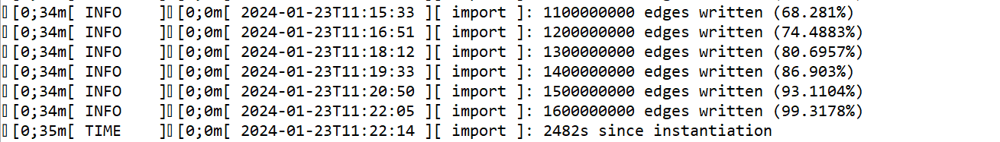 [0;34m[ INFO    ][0;0m[ 2024-01-23T11:15:33 ][ import ]: 1100000000 edges written (68.281%)
[0;34m[ INFO    ][0;0m[ 2024-01-23T11:16:51 ][ import ]: 1200000000 edges written (74.4883%)
[0;34m[ INFO    ][0;0m[ 2024-01-23T11:18:12 ][ import ]: 1300000000 edges written (80.6957%)
[0;34m[ INFO    ][0;0m[ 2024-01-23T11:19:33 ][ import ]: 1400000000 edges written (86.903%)
[0;34m[ INFO    ][0;0m[ 2024-01-23T11:20:50 ][ import ]: 1500000000 edges written (93.1104%)
[0;34m[ INFO    ][0;0m[ 2024-01-23T11:22:05 ][ import ]: 1600000000 edges written (99.3178%)
[0;35m[ TIME    ][0;0m[ 2024-01-23T11:22:14 ][ import ]: 2482s since instantiation